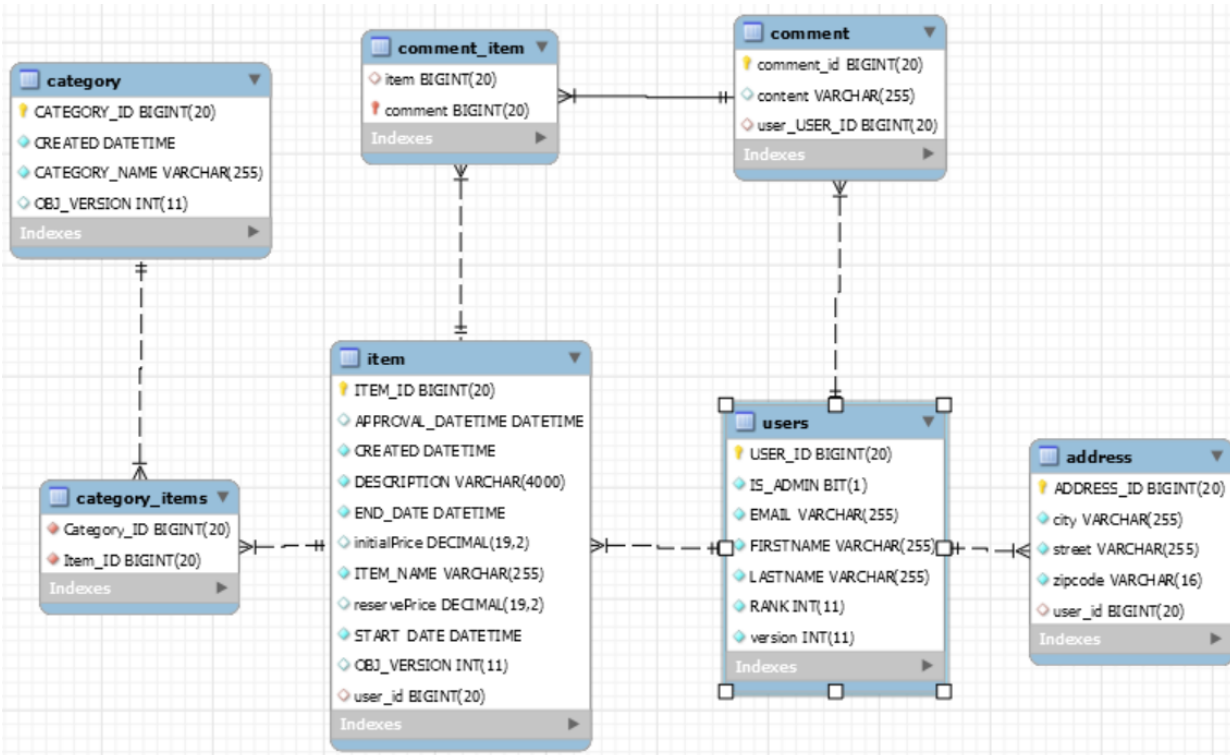 category
CATEGORY_ID BIGINT(20)
CREATED DATETIME
CATEGORY_NAME VARCHAR(255)
OBJ_VERSION INT(11)
Indexes
comment_item
item BIGINT(20)
comment BIGINT(20)
Indexes
comment
comment_id BIGINT(20)
content VARCHAR(255)
user_USER_ID BIGINT(20)
Indexes
category_items
Category_ID BIGINT(20)
Item_ID BIGINT(20)
Indexes
item
ITEM_ID BIGINT(20)
APPROVAL_DATETIME DATETIME
CREATED DATETIME
DESCRIPTION VARCHAR(4000)
END_DATE DATETIME
initialPrice DECIMAL(19,2)
ITEM_NAME VARCHAR(255)
reservePrice DECIMAL(19,2)
START_DATE DATETIME
OBJ_VERSION INT(11)
user_id BIGINT(20)
Indexes
users
USER_ID BIGINT(20)
IS_ADMIN BIT(1)
EMAIL VARCHAR(255)
FIRSTNAME VARCHAR(255)
LASTNAME VARCHAR(255)
RANK INT(11)
version INT(11)
Indexes
address
ADDRESS_ID BIGINT(20)
city VARCHAR(255)
street VARCHAR(255)
zipcode VARCHAR(16)
user_id BIGINT(20)
Indexes